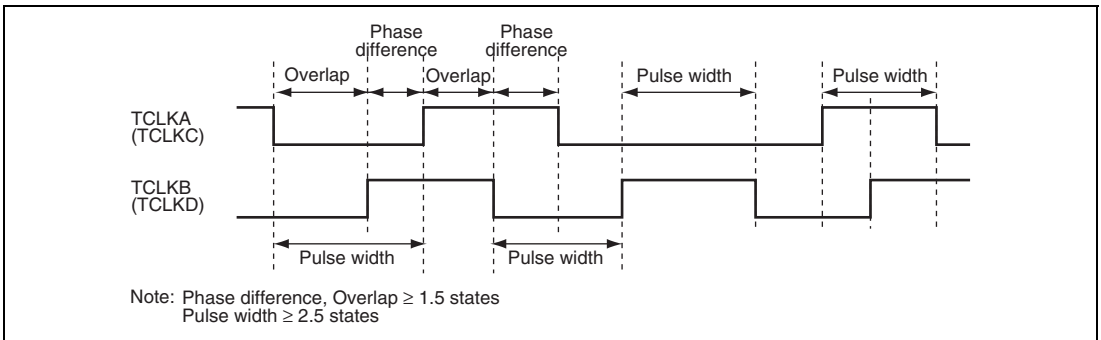 Phase
difference
Phase
difference
Overlap
Overlap
Pulse width
Pulse width
TCLKA
(TCLKC)
TCLKB
(TCLKD)
Pulse width
Pulse width
Note: Phase difference, Overlap ≥ 1.5 states
Pulse width ≥ 2.5 states